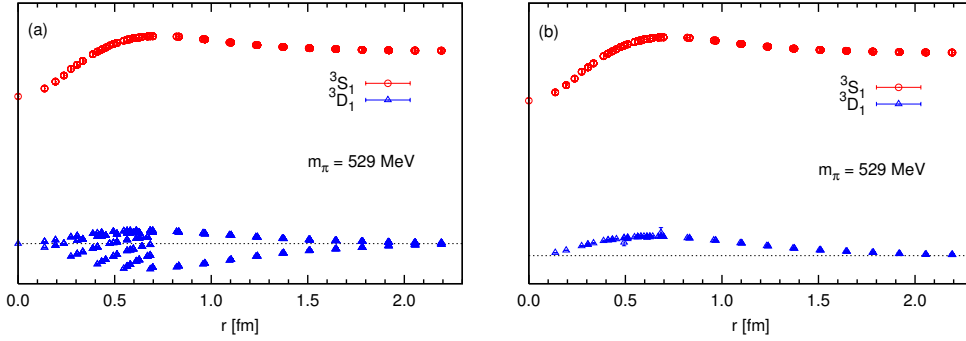 (a)
³S₁
³D₁
m_π = 529 MeV
0.0 0.5 1.0 1.5 2.0
r [fm]
(b)
³S₁
³D₁
m_π = 529 MeV
0.0 0.5 1.0 1.5 2.0
r [fm]